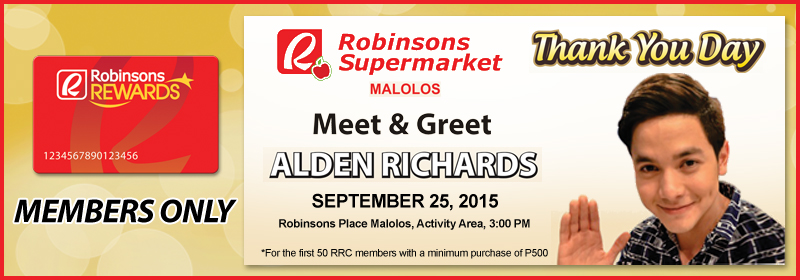 Robinsons
REWARDS
1234567890123456
MEMBERS ONLY
Robinsons
Supermarket
MALOLOS
Thank You Day
Meet & Greet
ALDEN RICHARDS
SEPTEMBER 25, 2015
Robinsons Place Malolos, Activity Area, 3:00 PM
*For the first 50 RRC members with a minimum purchase of P500